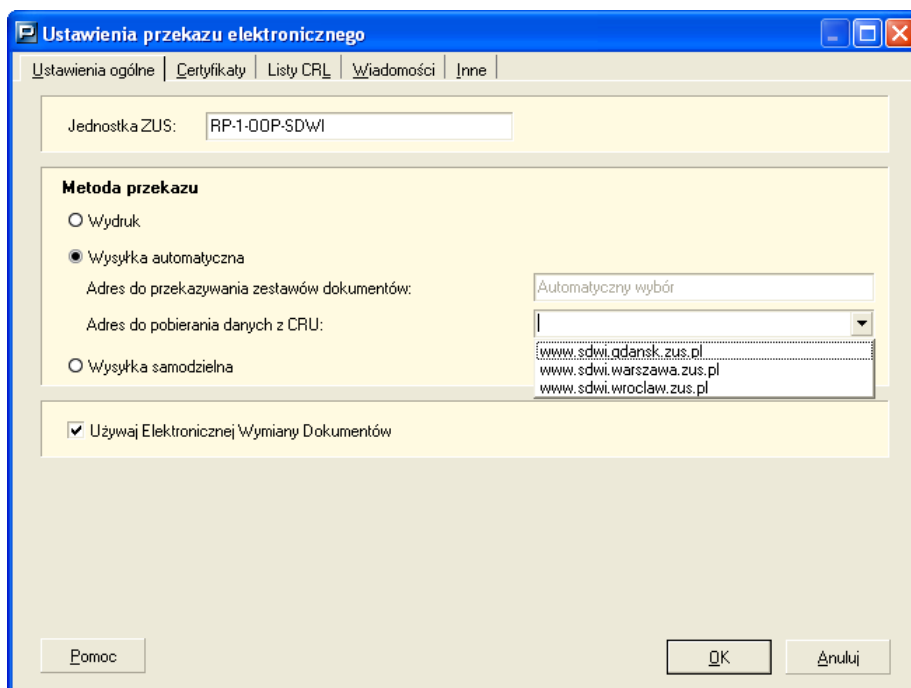 Ustawienia przekazu elektronicznego
Ustawienia ogólne Certyfikaty Listy CRL Wiadomości Inne
Jednostka ZUS: RP-1-OOP-SDWI
Metoda przekazu
Wydruk
Wysyłka automatyczna
Adres do przekazywania zestawów dokumentów: Automatyczny wybór
Adres do pobierania danych z CRU:
www.sdwi.gdansk.zus.pl
www.sdwi.warszawa.zus.pl
www.sdwi.wroclaw.zus.pl
Wysyłka samodzielna
Używaj Elektronicznej Wymiany Dokumentów
Pomoc OK Anuluj